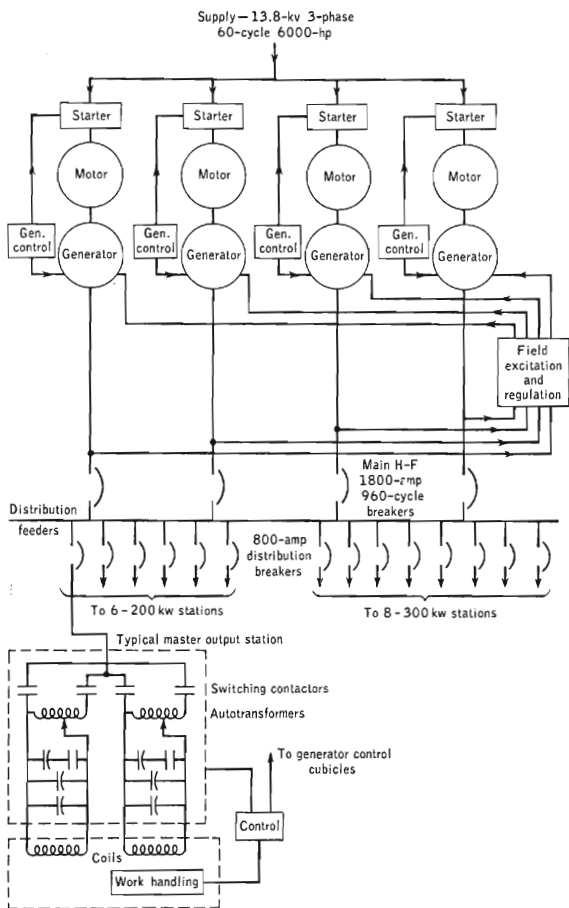 Supply — 13.8-kv 3-phase
60-cycle 6000-hp
Starter
Starter
Starter
Starter
Motor
Motor
Motor
Motor
Gen.
control
Gen.
control
Gen.
control
Gen.
control
Generator
Generator
Generator
Generator
Field
excitation
and
regulation
Main H-F
1800-amp
960-cycle
breakers
Distribution
feeders
800-amp
distribution
breakers
To 6 - 200 kw stations
To 8 - 300 kw stations
Typical master output station
Switching contactors
Autotransformers
To generator control
cubicles
Control
Coils
Work handling